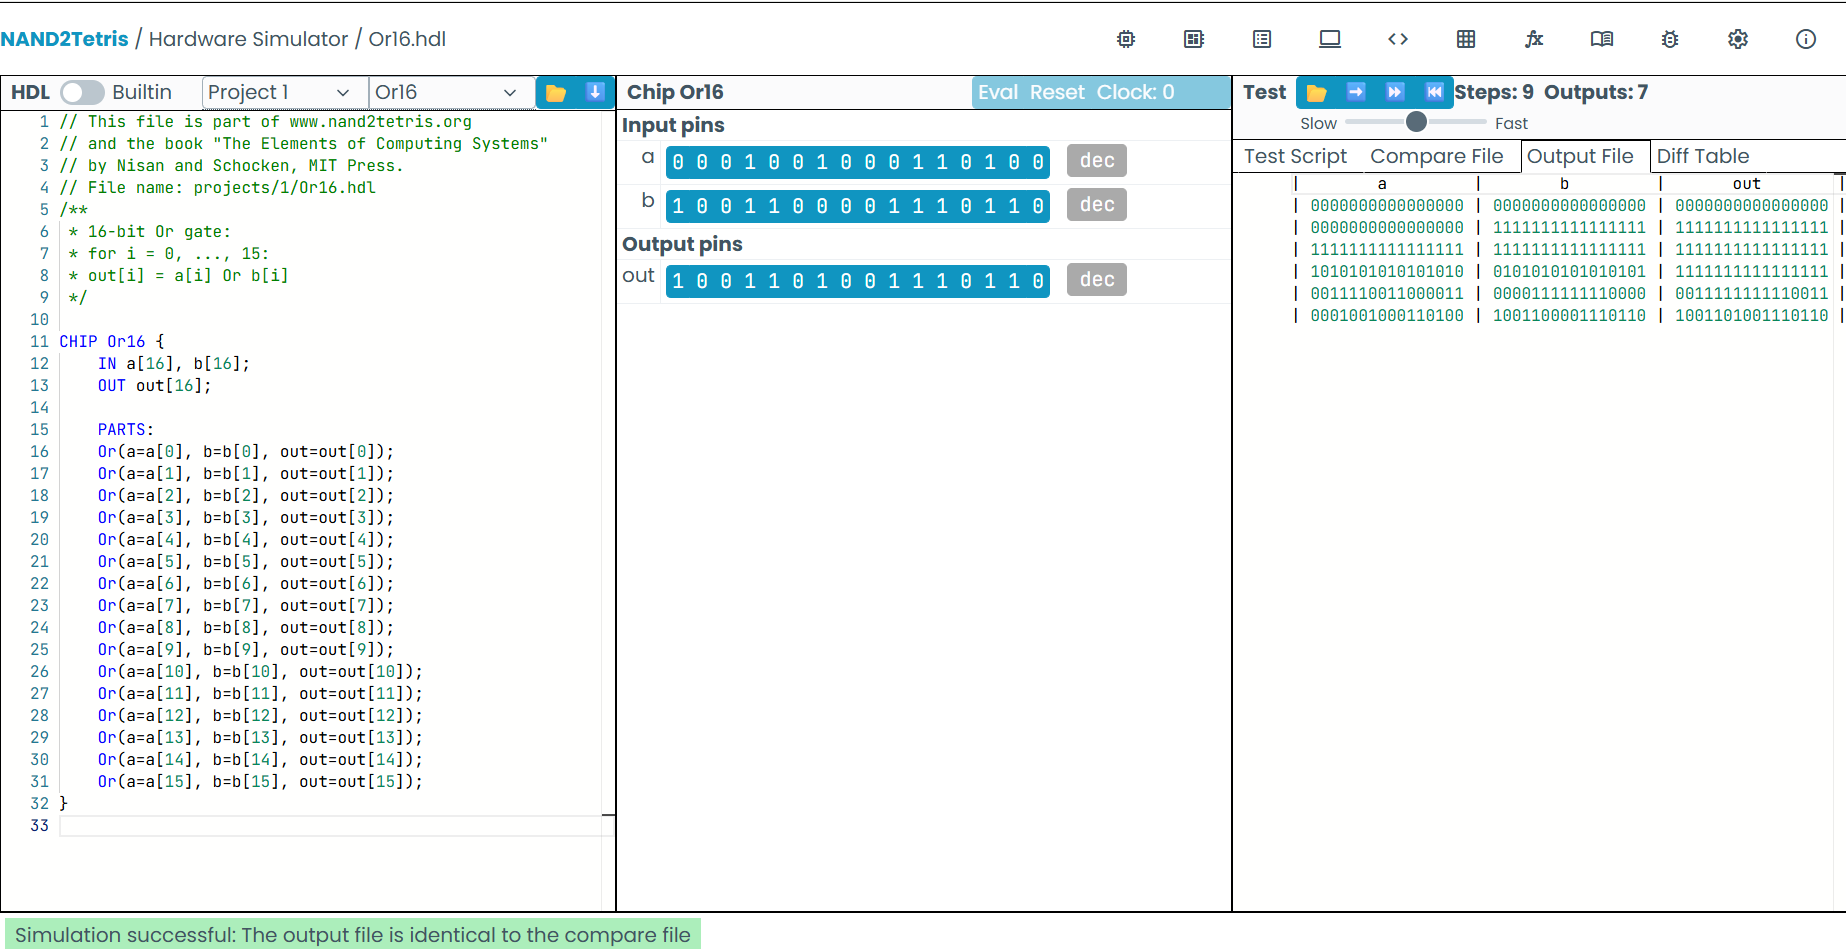 NAND2Tetris / Hardware Simulator / Or16.hdl
HDL Builtin Project 1 Or16
1 // This file is part of www.nand2tetris.org
2 // and the book "The Elements of Computing Systems"
3 // by Nisan and Schocken, MIT Press.
4 // File name: projects/1/Or16.hdl
5 /**
6 * 16-bit Or gate:
7 * for i = 0, ..., 15:
8 * out[i] = a[i] Or b[i]
9 */
10
11 CHIP Or16 {
12 IN a[16], b[16];
13 OUT out[16];
14
15 PARTS:
16 Or(a=a[0], b=b[0], out=out[0]);
17 Or(a=a[1], b=b[1], out=out[1]);
18 Or(a=a[2], b=b[2], out=out[2]);
19 Or(a=a[3], b=b[3], out=out[3]);
20 Or(a=a[4], b=b[4], out=out[4]);
21 Or(a=a[5], b=b[5], out=out[5]);
22 Or(a=a[6], b=b[6], out=out[6]);
23 Or(a=a[7], b=b[7], out=out[7]);
24 Or(a=a[8], b=b[8], out=out[8]);
25 Or(a=a[9], b=b[9], out=out[9]);
26 Or(a=a[10], b=b[10], out=out[10]);
27 Or(a=a[11], b=b[11], out=out[11]);
28 Or(a=a[12], b=b[12], out=out[12]);
29 Or(a=a[13], b=b[13], out=out[13]);
30 Or(a=a[14], b=b[14], out=out[14]);
31 Or(a=a[15], b=b[15], out=out[15]);
32 }
33
Chip Or16 Eval Reset Clock: 0
Input pins
a 0 0 0 1 0 0 1 0 0 0 1 1 0 1 0 0 dec
b 1 0 0 1 1 0 0 0 0 1 1 1 0 1 1 0 dec
Output pins
out 1 0 0 1 1 0 1 0 0 1 1 1 0 1 1 0 dec
Test Steps: 9 Outputs: 7
Slow Fast
Test Script Compare File Output File Diff Table
| a | b | out |
| 0000000000000000 | 0000000000000000 | 0000000000000000 |
| 0000000000000000 | 1111111111111111 | 1111111111111111 |
| 1111111111111111 | 1111111111111111 | 1111111111111111 |
| 1010101010101010 | 0101010101010101 | 1111111111111111 |
| 0011110011000011 | 0000111111110000 | 0011111111110011 |
| 0001001000110100 | 1001100001110110 | 1001101001110110 |
Simulation successful: The output file is identical to the compare file